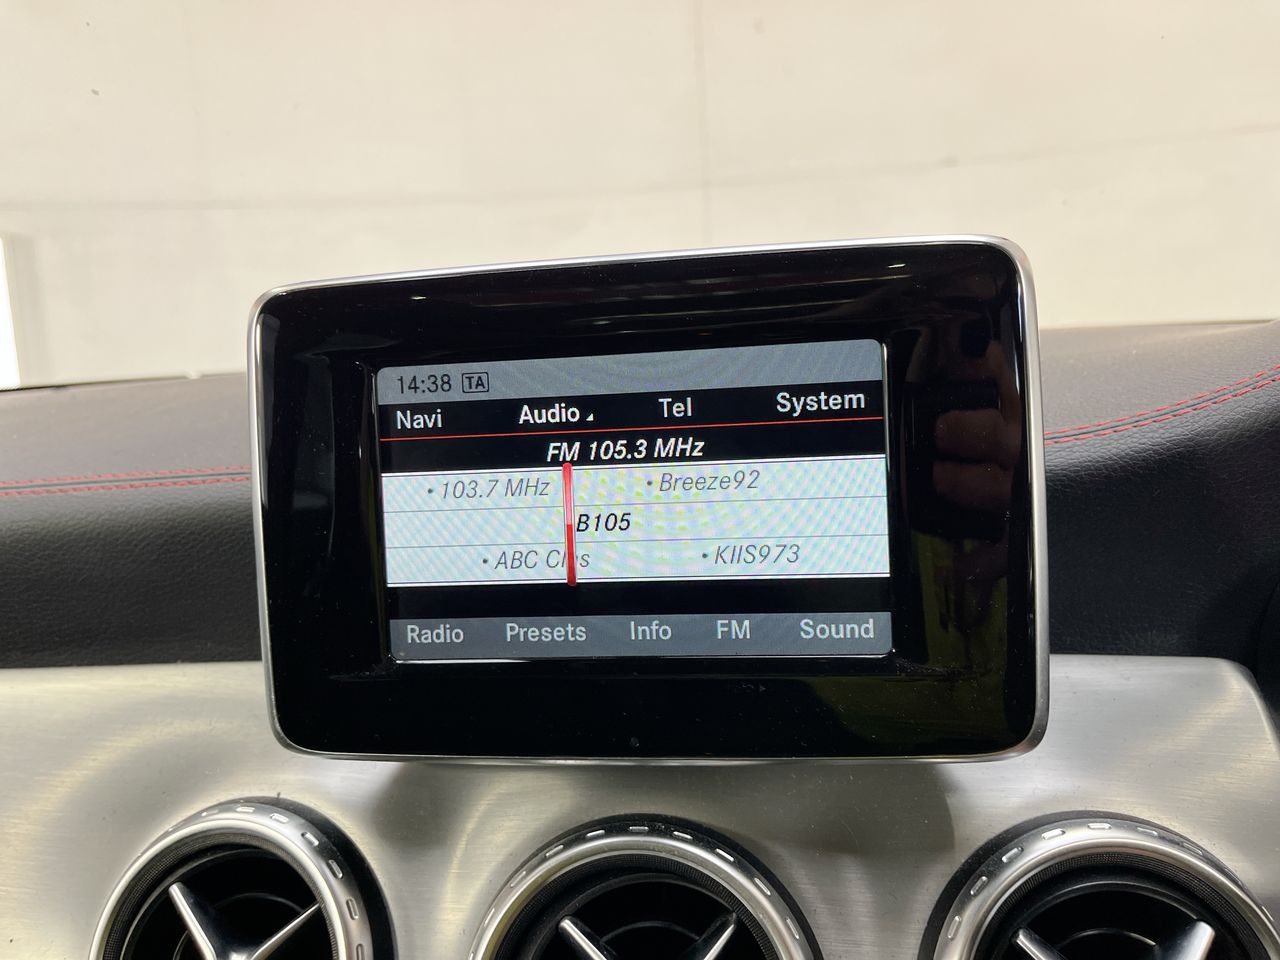 14:38 TA
Navi Audio Tel System
FM 105.3 MHz
103.7 MHz Breeze92
B105
ABC KIIS973
Radio Presets Info FM Sound